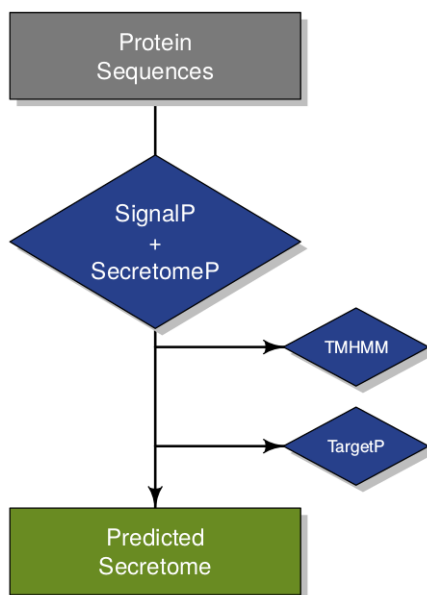 Protein
Sequences
SignalP
+
SecretomeP
TMHMM
TargetP
Predicted
Secretome